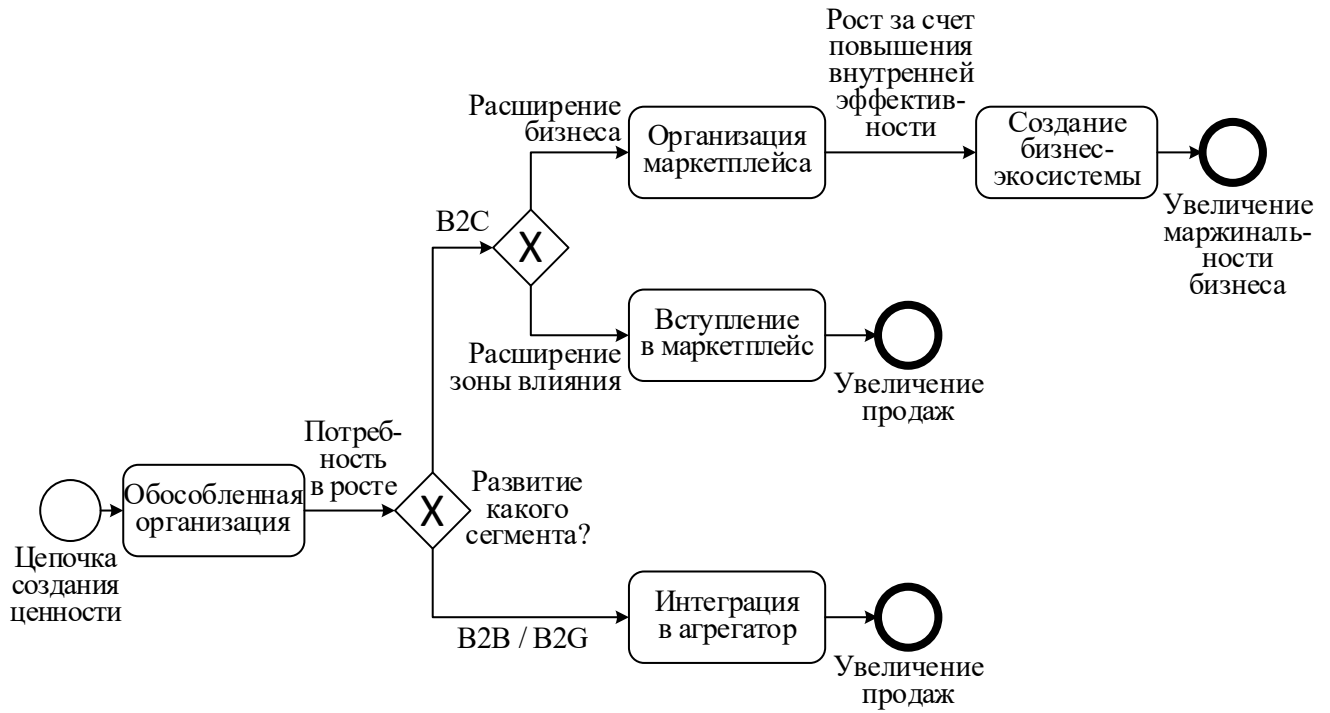 Рост за счет
повышения
внутренней
эффектив-
ности
Расширение
бизнеса
Организация
маркетплейса
Создание
бизнес-
экосистемы
Увеличение
маржиналь-
ности
бизнеса
B2C
X
Вступление
в маркетплейс
Расширение
зоны влияния
Увеличение
продаж
Потреб-
ность
в росте
Обособленная
организация
X
Развитие
какого
сегмента?
Цепочка
создания
ценности
Интеграция
в агрегатор
B2B / B2G
Увеличение
продаж